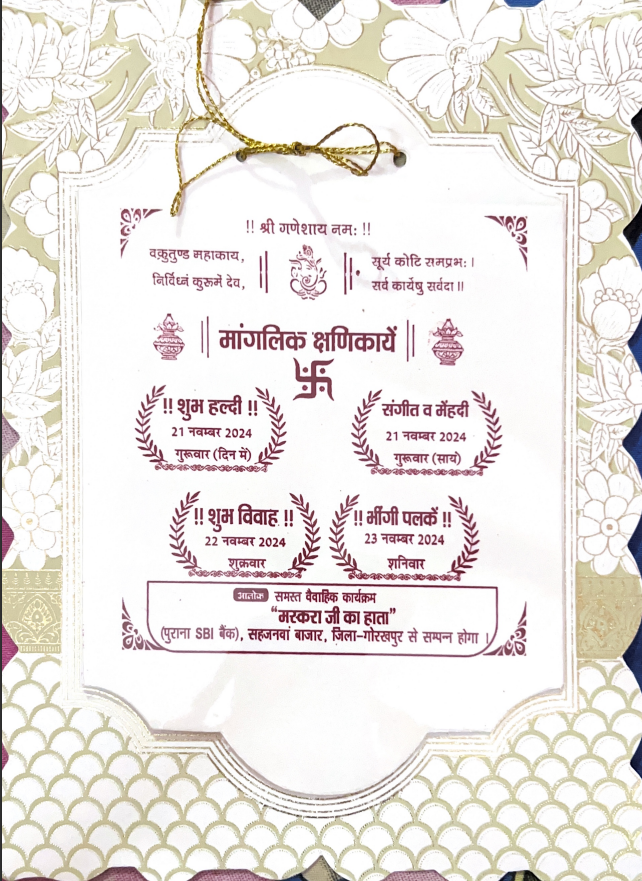 !! श्री गणेशाय नमः !!
वक्रतुण्ड महाकाय, सूर्य कोटि समप्रभः।
निर्विघ्नं कुरूमे देव, सर्व कार्येषु सर्वदा॥
मांगलिक क्षणिकायें
!! शुभ हल्दी !!
21 नवम्बर 2024
गुरूवार (दिन में)
संगीत व मेंहदी
21 नवम्बर 2024
गुरूवार (सायं)
!! शुभ विवाह !!
22 नवम्बर 2024
शुक्रवार
!! भींगी पलकें !!
23 नवम्बर 2024
शनिवार
आलोक समस्त वैवाहिक कार्यक्रम
“मस्करा जी का हाता”
(पुराना SBI बैंक), सहजनवां बाजार, जिला-गोरखपुर से सम्पन्न होगा।